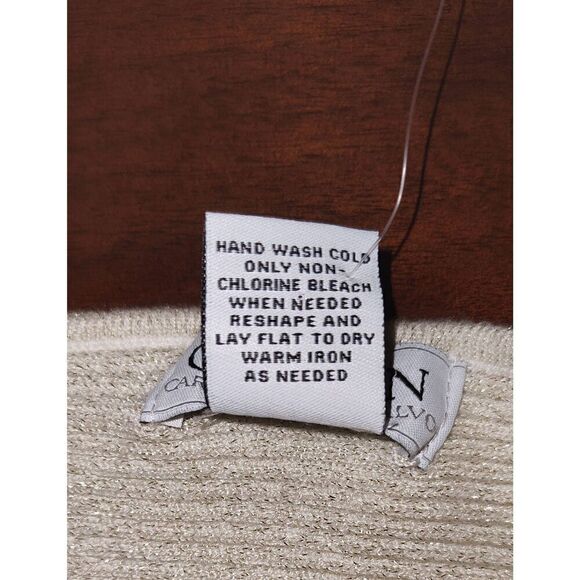 HAND WASH COLD
ONLY NON-
CHLORINE BLEACH
WHEN NEEDED
RESHAPE AND
LAY FLAT TO DRY
WARM IRON
AS NEEDED